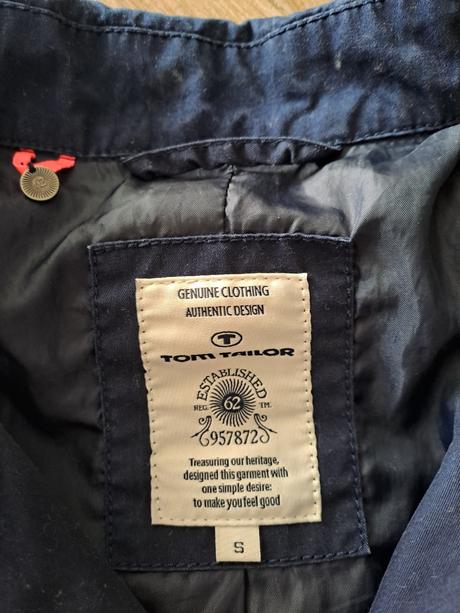 GENUINE CLOTHING
AUTHENTIC DESIGN
T
TOM TAILOR
ESTABLISHED
REG. 62 TM.
957872
Treasuring our heritage,
designed this garment with
one simple desire:
to make you feel good
S
62